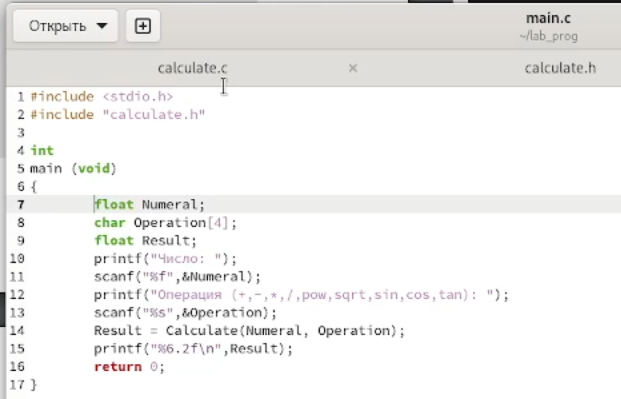 Открыть
main.c
~/lab_prog
calculate.c
calculate.h
1 #include <stdio.h>
2 #include "calculate.h"
3
4 int
5 main (void)
6 {
7 float Numeral;
8 char Operation[4];
9 float Result;
10 printf("Число: ");
11 scanf("%f",&Numeral);
12 printf("Операция (+,-,*,/,pow,sqrt,sin,cos,tan): ");
13 scanf("%s",&Operation);
14 Result = Calculate(Numeral, Operation);
15 printf("%6.2f\n",Result);
16 return 0;
17 }